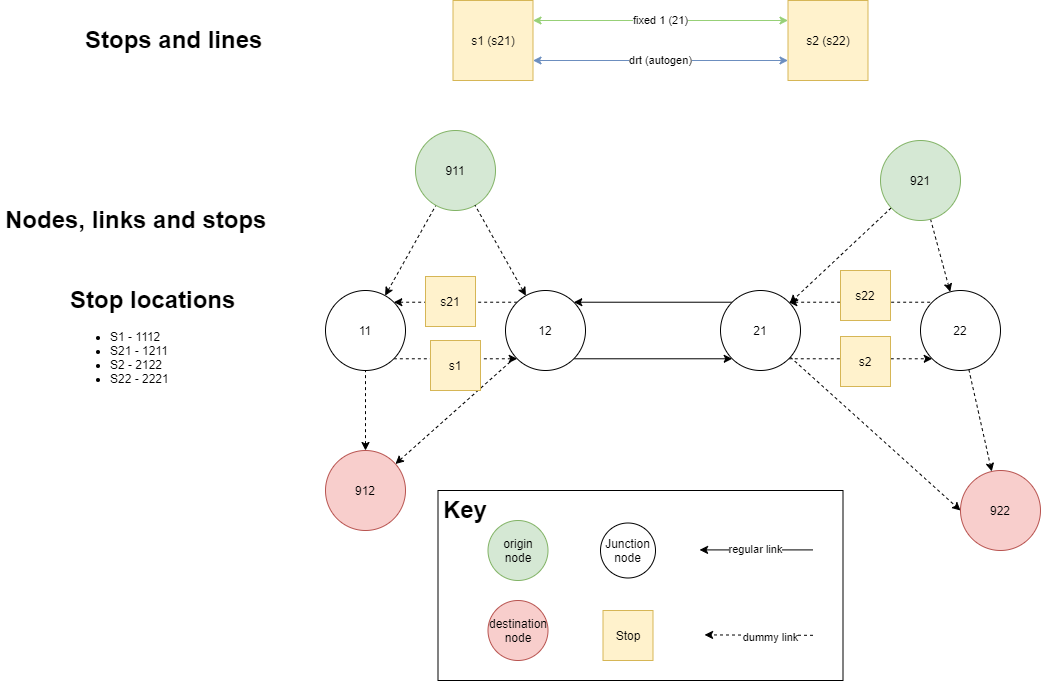 Stops and lines
s1 (s21)
fixed 1 (21)
drt (autogen)
s2 (s22)
911
921
Nodes, links and stops
Stop locations
S1 - 1112
S21 - 1211
S2 - 2122
S22 - 2221
11
s21
s1
12
21
s22
s2
22
912
922
Key
origin
node
Junction
node
regular link
destination
node
Stop
dummy link